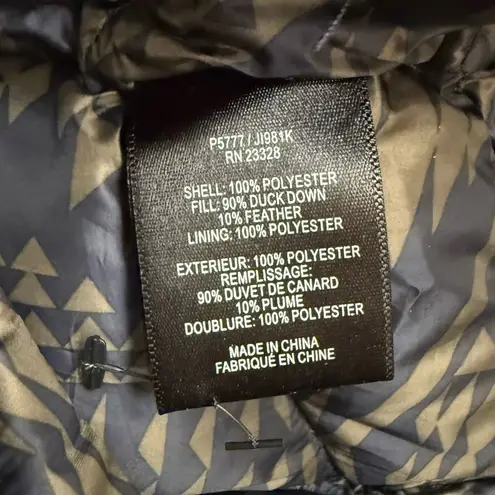 P5777 / JI981K
RN 23328
SHELL: 100% POLYESTER
FILL: 90% DUCK DOWN
10% FEATHER
LINING: 100% POLYESTER
EXTERIEUR: 100% POLYESTER
REMPLISSAGE:
90% DUVET DE CANARD
10% PLUME
DOUBLURE: 100% POLYESTER
MADE IN CHINA
FABRIQUÉ EN CHINE